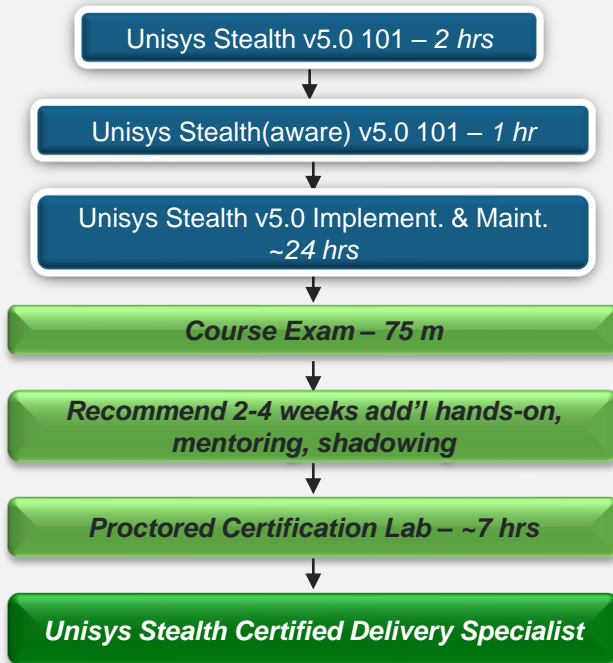 Unisys Stealth v5.0 101 – 2 hrs
Unisys Stealth(aware) v5.0 101 – 1 hr
Unisys Stealth v5.0 Implement. & Maint.
~24 hrs
Course Exam – 75 m
Recommend 2-4 weeks add'l hands-on,
mentoring, shadowing
Proctored Certification Lab – ~7 hrs
Unisys Stealth Certified Delivery Specialist